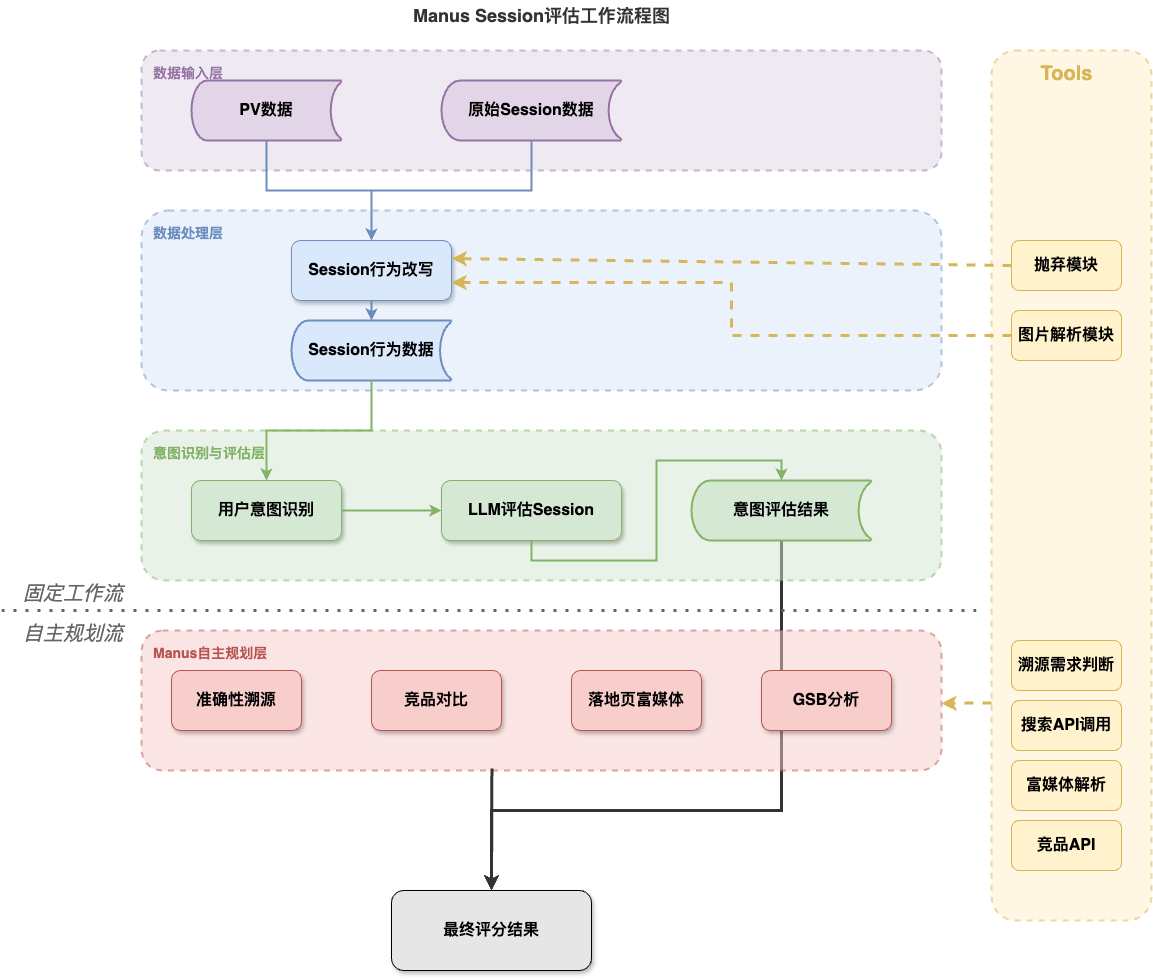 Manus Session评估工作流程图
数据输入层
PV数据
原始Session数据
数据处理层
Session行为改写
Session行为数据
意图识别与评估层
用户意图识别
LLM评估Session
意图评估结果
固定工作流
自主规划流
Manus自主规划层
准确性溯源
竞品对比
落地页富媒体
GSB分析
最终评分结果
Tools
抛弃模块
图片解析模块
溯源需求判断
搜索API调用
富媒体解析
竞品API